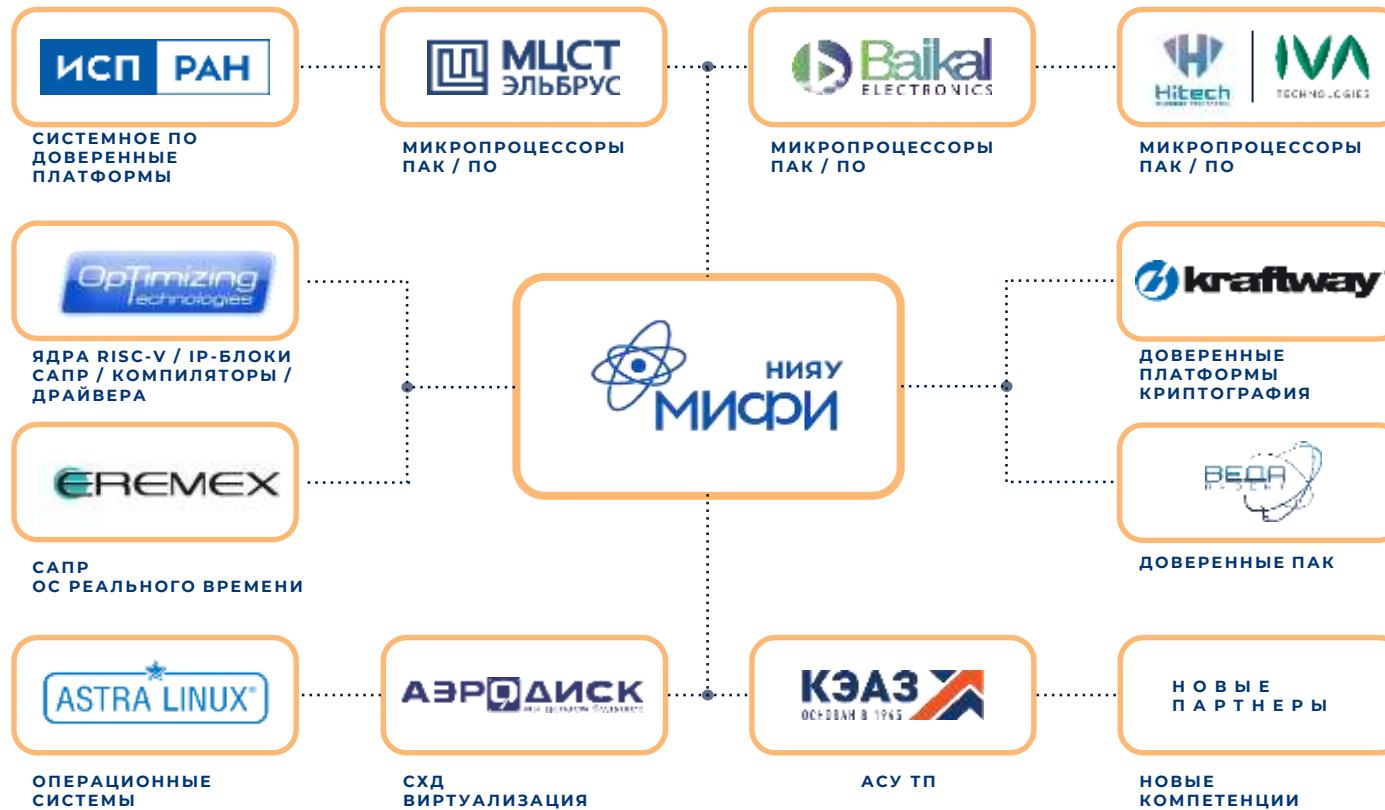 ИСП РАН
МЦСТ
ЭЛЬБРУС
Baikal
ELECTRONICS
Hitech
IVA
TECHNOLOGIES
СИСТЕМНОЕ ПО
ДОВЕРЕННЫЕ
ПЛАТФОРМЫ
МИКРОПРОЦЕССОРЫ
ПАК / ПО
МИКРОПРОЦЕССОРЫ
ПАК / ПО
МИКРОПРОЦЕССОРЫ
ПАК / ПО
OpTimizing
Technologies
kraftway
ЯДРА RISC-V / IP-БЛОКИ
САПР / КОМПИЛЯТОРЫ /
ДРАЙВЕРА
НИЯУ
МИФИ
ДОВЕРЕННЫЕ
ПЛАТФОРМЫ
КРИПТОГРАФИЯ
EREMEX
ВЕДА
САПР
ОС РЕАЛЬНОГО ВРЕМЕНИ
ДОВЕРЕННЫЕ ПАК
ASTRA LINUX®
АЭРОДИСК
мы делаем будущее
КЭАЗ
ОСНОВАН В 1945
НОВЫЕ
ПАРТНЕРЫ
ОПЕРАЦИОННЫЕ
СИСТЕМЫ
СХД
ВИРТУАЛИЗАЦИЯ
АСУ ТП
НОВЫЕ
КОМПЕТЕНЦИИ